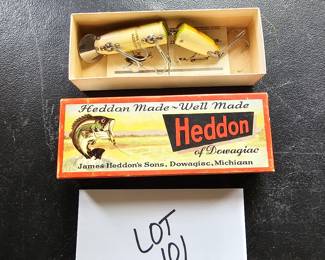 Heddon Made~Well Made
Heddon
of Dowagiac
James Heddon's Sons, Dowagiac, Michigan
LOT
101